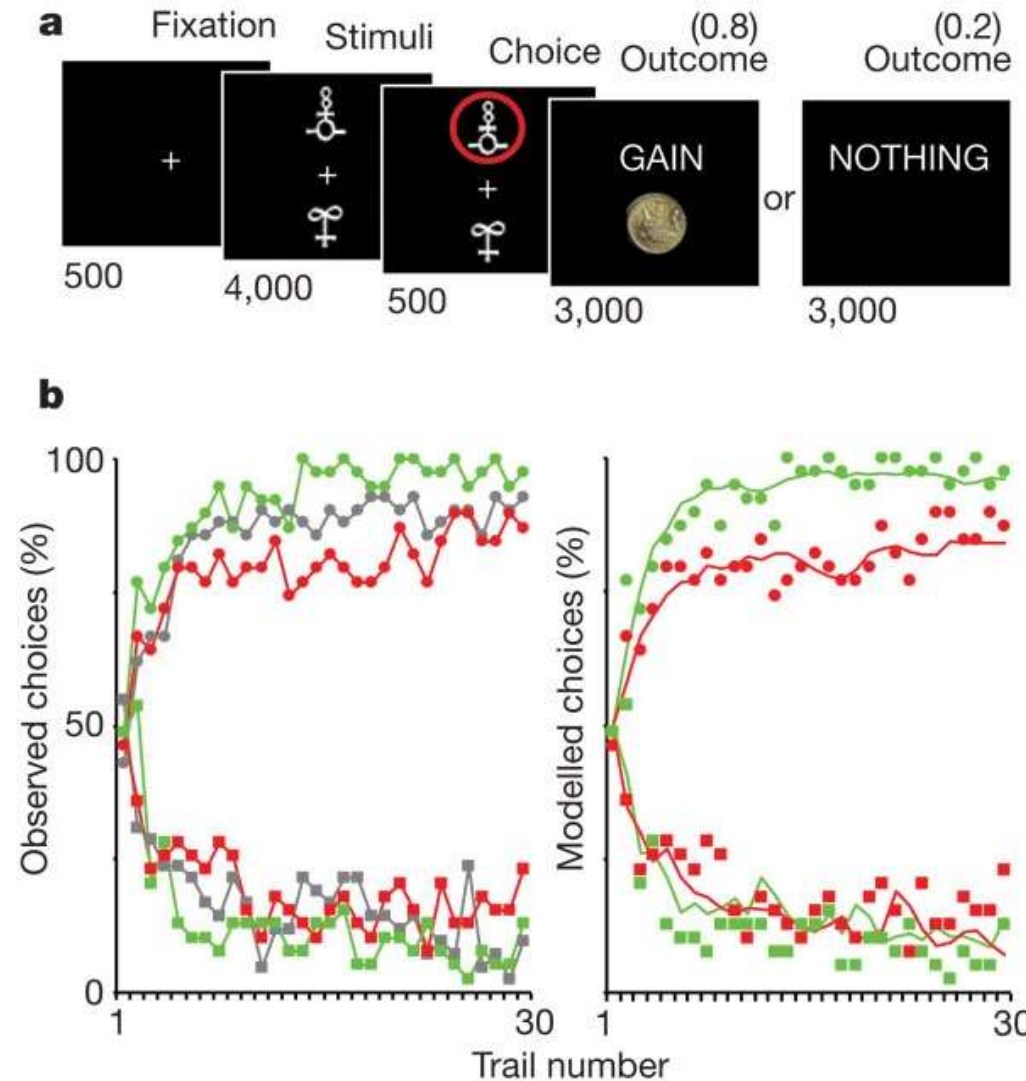 a
Fixation
Stimuli
Choice
(0.8)
Outcome
(0.2)
Outcome
+
+
+
GAIN
or
NOTHING
500
4,000
500
3,000
3,000
b
100
50
0
Observed choices (%)
1
30
Modelled choices (%)
1
30
Trail number